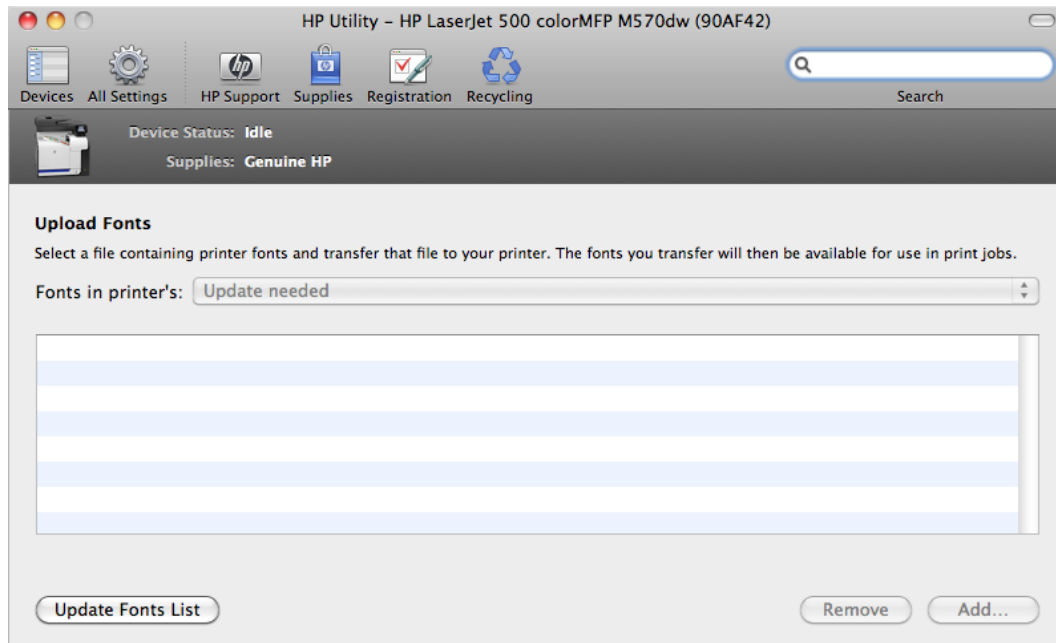 HP Utility – HP LaserJet 500 colorMFP M570dw (90AF42)
Devices All Settings HP Support Supplies Registration Recycling Search
Device Status: Idle
Supplies: Genuine HP
Upload Fonts
Select a file containing printer fonts and transfer that file to your printer. The fonts you transfer will then be available for use in print jobs.
Fonts in printer's: Update needed
Update Fonts List Remove Add...